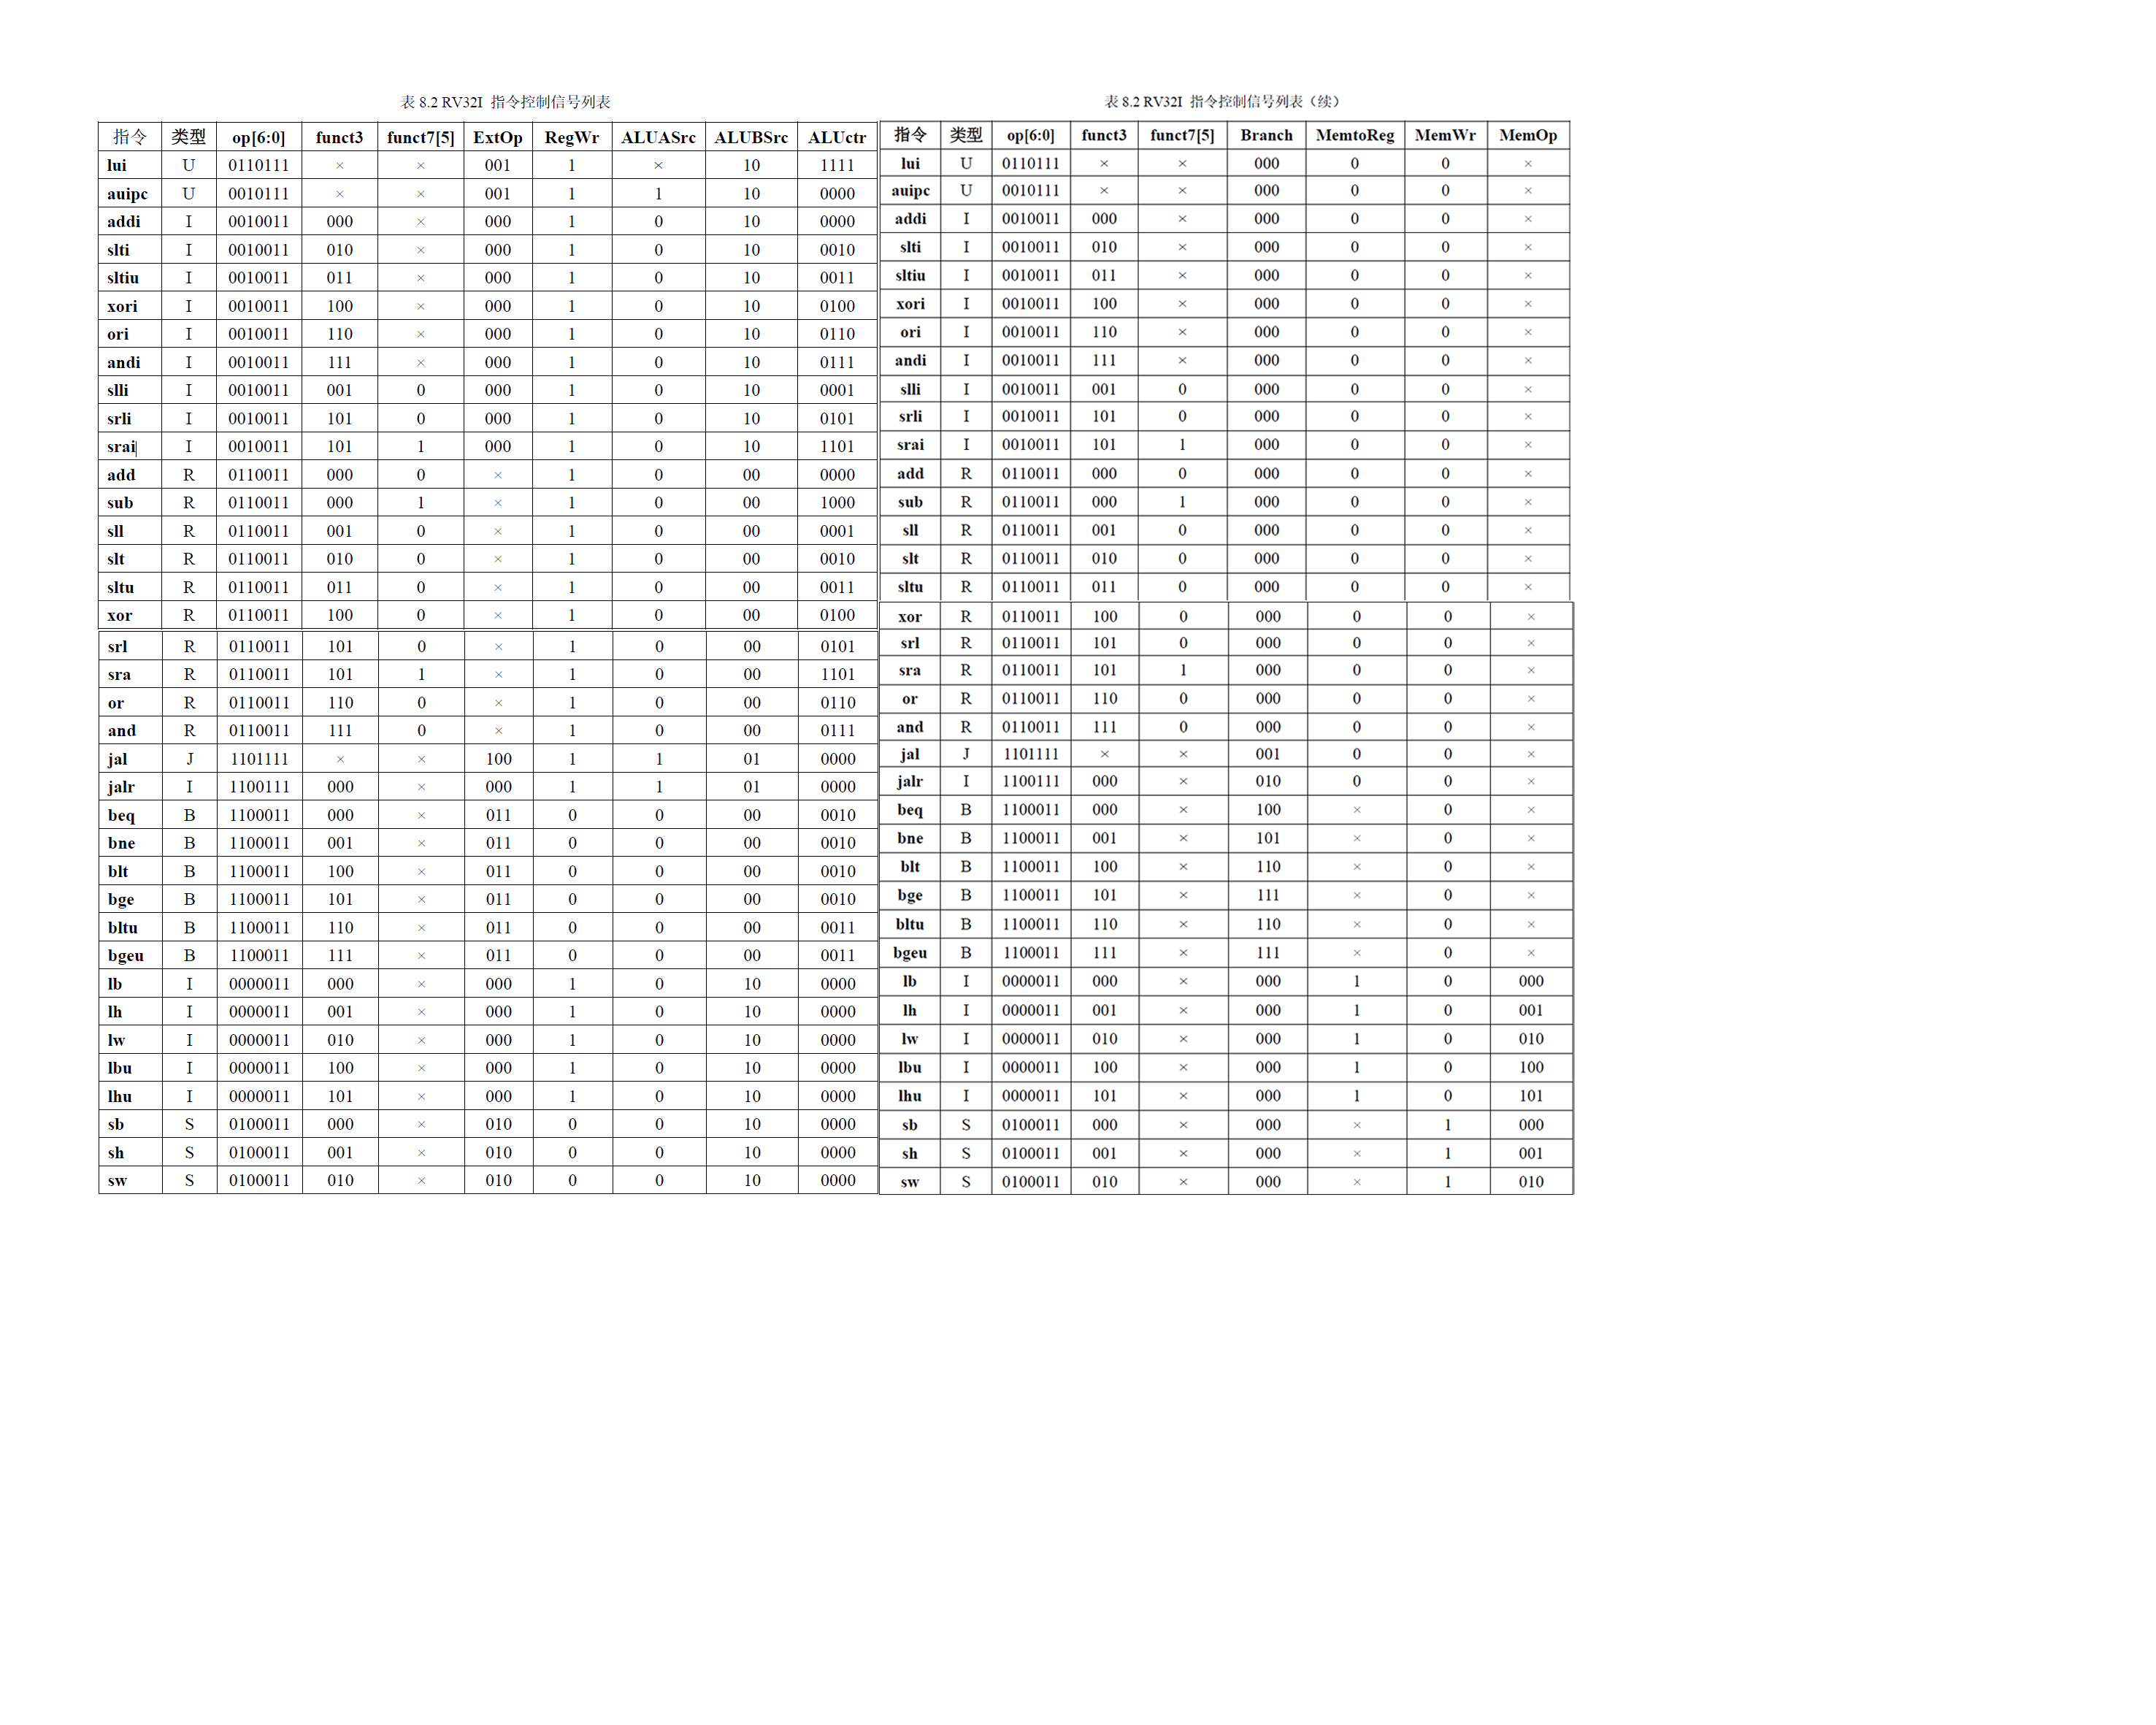 表 8.2 RV32I 指令控制信号列表
指令 类型 op[6:0] funct3 funct7[5] ExtOp RegWr ALUASrc ALUBSrc ALUctr
lui U 0110111 × × 001 1 × 10 1111
auipc U 0010111 × × 001 1 1 10 0000
addi I 0010011 000 × 000 1 0 10 0000
slti I 0010011 010 × 000 1 0 10 0010
sltiu I 0010011 011 × 000 1 0 10 0011
xori I 0010011 100 × 000 1 0 10 0100
ori I 0010011 110 × 000 1 0 10 0110
andi I 0010011 111 × 000 1 0 10 0111
slli I 0010011 001 0 000 1 0 10 0001
srli I 0010011 101 0 000 1 0 10 0101
srai I 0010011 101 1 000 1 0 10 1101
add R 0110011 000 0 × 1 0 00 0000
sub R 0110011 000 1 × 1 0 00 1000
sll R 0110011 001 0 × 1 0 00 0001
slt R 0110011 010 0 × 1 0 00 0010
sltu R 0110011 011 0 × 1 0 00 0011
xor R 0110011 100 0 × 1 0 00 0100
srl R 0110011 101 0 × 1 0 00 0101
sra R 0110011 101 1 × 1 0 00 1101
or R 0110011 110 0 × 1 0 00 0110
and R 0110011 111 0 × 1 0 00 0111
jal J 1101111 × × 100 1 1 01 0000
jalr I 1100111 000 × 000 1 1 01 0000
beq B 1100011 000 × 011 0 0 00 0010
bne B 1100011 001 × 011 0 0 00 0010
blt B 1100011 100 × 011 0 0 00 0010
bge B 1100011 101 × 011 0 0 00 0010
bltu B 1100011 110 × 011 0 0 00 0011
bgeu B 1100011 111 × 011 0 0 00 0011
lb I 0000011 000 × 000 1 0 10 0000
lh I 0000011 001 × 000 1 0 10 0000
lw I 0000011 010 × 000 1 0 10 0000
lbu I 0000011 100 × 000 1 0 10 0000
lhu I 0000011 101 × 000 1 0 10 0000
sb S 0100011 000 × 010 0 0 10 0000
sh S 0100011 001 × 010 0 0 10 0000
sw S 0100011 010 × 010 0 0 10 0000
表 8.2 RV32I 指令控制信号列表（续）
指令 类型 op[6:0] funct3 funct7[5] Branch MemtoReg MemWr MemOp
lui U 0110111 × × 000 0 0 ×
auipc U 0010111 × × 000 0 0 ×
addi I 0010011 000 × 000 0 0 ×
slti I 0010011 010 × 000 0 0 ×
sltiu I 0010011 011 × 000 0 0 ×
xori I 0010011 100 × 000 0 0 ×
ori I 0010011 110 × 000 0 0 ×
andi I 0010011 111 × 000 0 0 ×
slli I 0010011 001 0 000 0 0 ×
srli I 0010011 101 0 000 0 0 ×
srai I 0010011 101 1 000 0 0 ×
add R 0110011 000 0 000 0 0 ×
sub R 0110011 000 1 000 0 0 ×
sll R 0110011 001 0 000 0 0 ×
slt R 0110011 010 0 000 0 0 ×
sltu R 0110011 011 0 000 0 0 ×
xor R 0110011 100 0 000 0 0 ×
srl R 0110011 101 0 000 0 0 ×
sra R 0110011 101 1 000 0 0 ×
or R 0110011 110 0 000 0 0 ×
and R 0110011 111 0 000 0 0 ×
jal J 1101111 × × 001 0 0 ×
jalr I 1100111 000 × 010 0 0 ×
beq B 1100011 000 × 100 × 0 ×
bne B 1100011 001 × 101 × 0 ×
blt B 1100011 100 × 110 × 0 ×
bge B 1100011 101 × 111 × 0 ×
bltu B 1100011 110 × 110 × 0 ×
bgeu B 1100011 111 × 111 × 0 ×
lb I 0000011 000 × 000 1 0 000
lh I 0000011 001 × 000 1 0 001
lw I 0000011 010 × 000 1 0 010
lbu I 0000011 100 × 000 1 0 100
lhu I 0000011 101 × 000 1 0 101
sb S 0100011 000 × 000 × 1 000
sh S 0100011 001 × 000 × 1 001
sw S 0100011 010 × 000 × 1 010